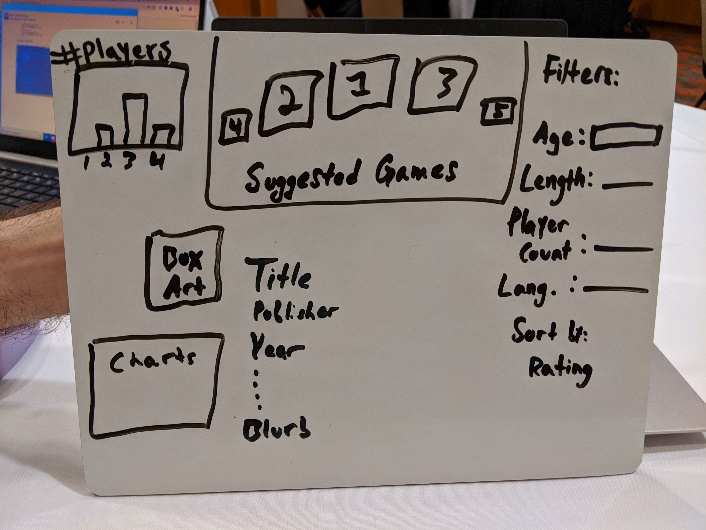 #Players
1 2 3 4
4 2 1 3 5
Suggested Games
Filters:
Age:
Length:
Player
Count :
Lang. :
Sort by:
Rating
Box
Art
Charts
Title
Publisher
Year
Blurb